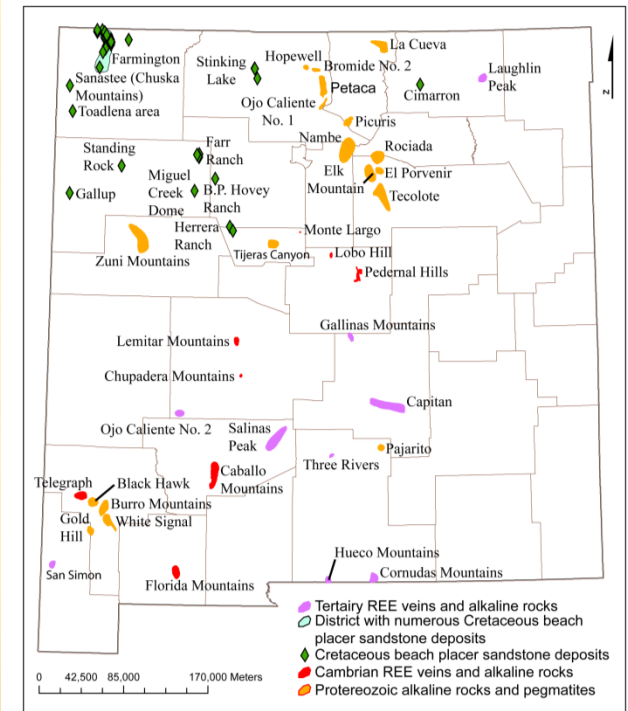 La Cueva
Farmington
Stinking
Lake
Hopewell
Bromide No. 2
Laughlin
Peak
Sanastee (Chuska
Mountains)
Petaca
Cimarron
Toadlena area
Ojo Caliente
No. 1
Picuris
Nambe
Standing
Rock
Farr
Ranch
Rociada
Miguel
Creek
Dome
Elk
Mountain
El Porvenir
Gallup
B.P. Hovey
Ranch
Tecolote
Herrera
Ranch
Monte Largo
Zuni Mountains
Tijeras Canyon
Lobo Hill
Pedernal Hills
Gallinas Mountains
Lemitar Mountains
Chupadera Mountains
Capitan
Ojo Caliente No. 2
Salinas
Peak
Pajarito
Three Rivers
Telegraph
Black Hawk
Caballo
Mountains
Burro Mountains
Gold
Hill
White Signal
San Simon
Florida Mountains
Hueco Mountains
Cornudas Mountains
Tertiary REE veins and alkaline rocks
District with numerous Cretaceous beach
placer sandstone deposits
Cretaceous beach placer sandstone deposits
Cambrian REE veins and alkaline rocks
Protereozoic alkaline rocks and pegmatites
0 42,500 85,000 170,000 Meters
N